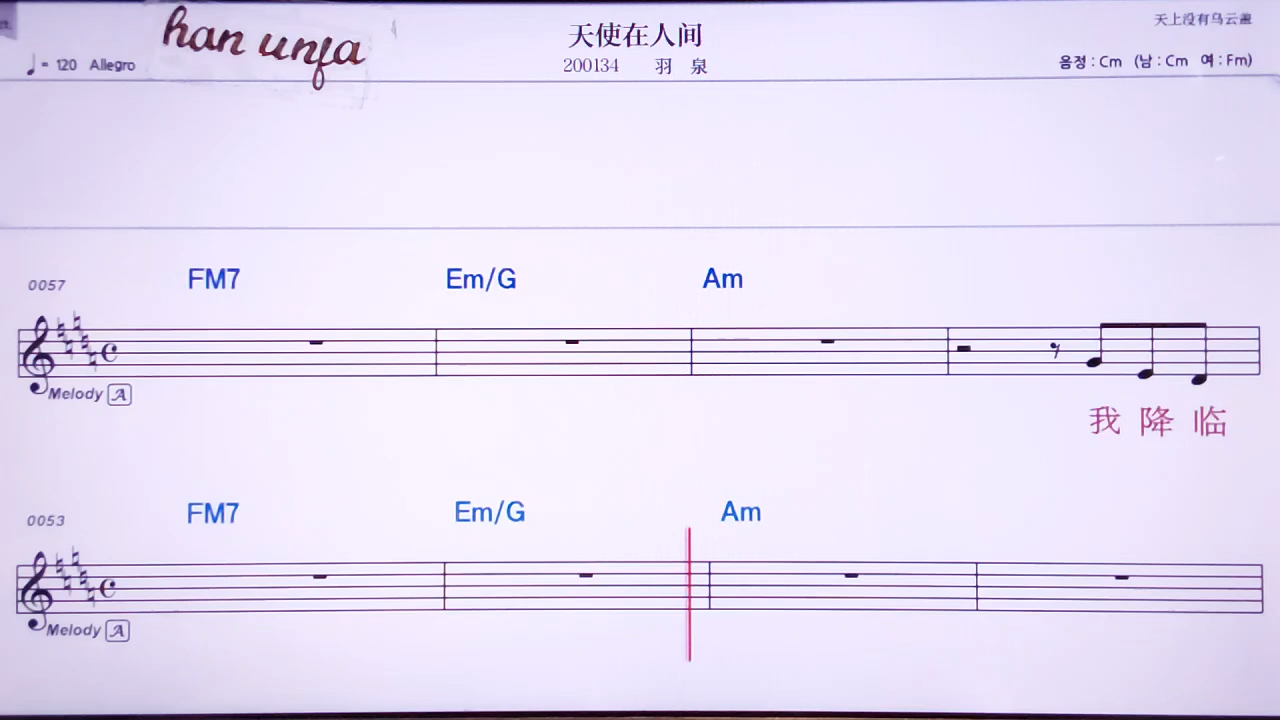 han unfa
天使在人间
天上没有乌云盖
♩= 120 Allegro
200134 羽 泉
음정 : Cm (남 : Cm 여 : Fm)
FM7 Em/G Am
0057
Melody A
我 降 临
FM7 Em/G Am
0053
Melody A